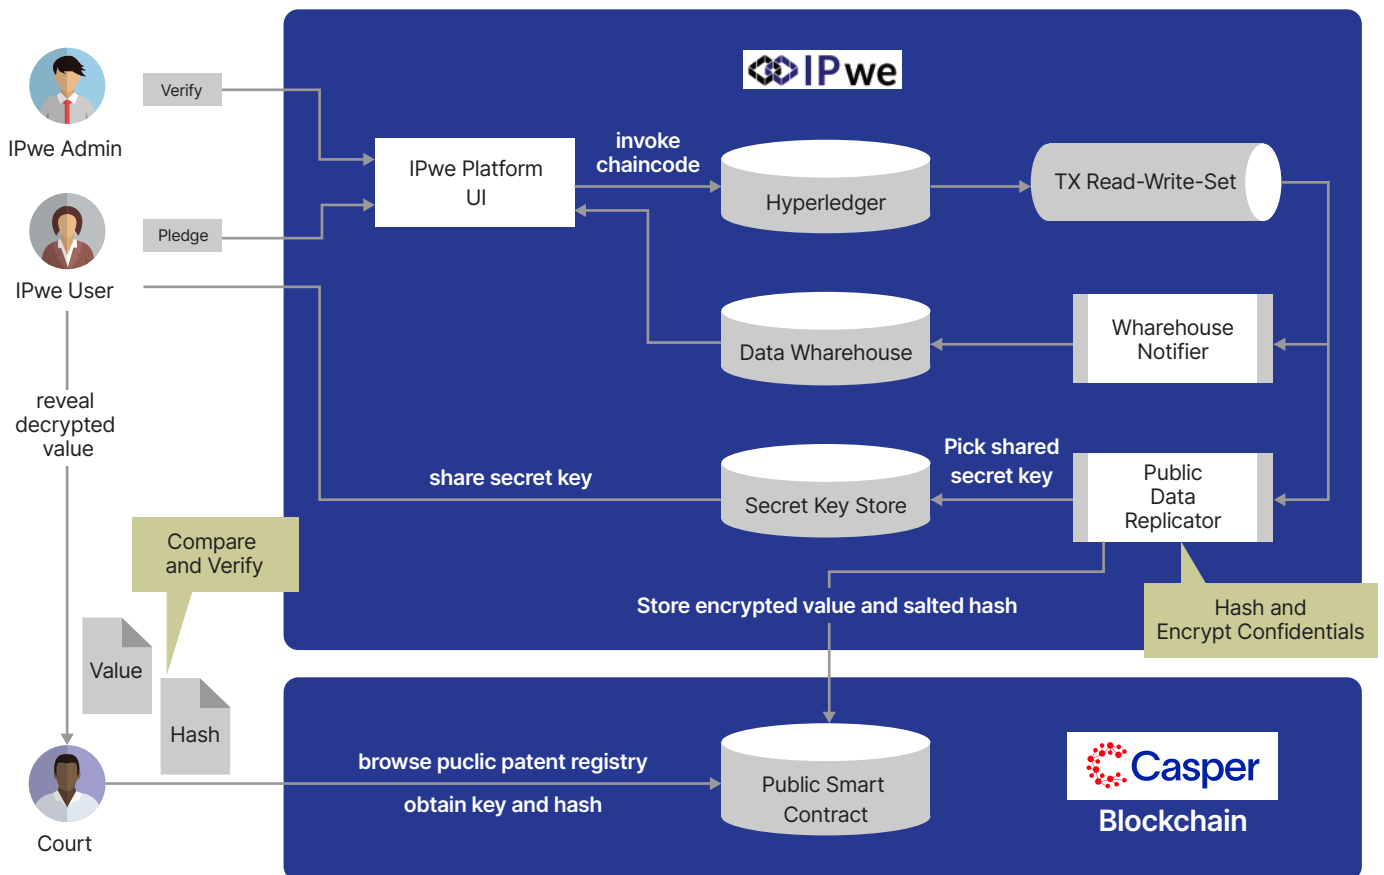 IPwe
Verify
IPwe Admin
invoke
chaincode
IPwe Platform
UI
Hyperledger
TX Read-Write-Set
Pledge
IPwe User
Data Wharehouse
Wharehouse
Notifier
reveal
decrypted
value
share secret key
Secret Key Store
Pick shared
secret key
Public
Data
Replicator
Compare
and Verify
Store encrypted value and salted hash
Hash and
Encrypt Confidentials
Value
Hash
browse puclic patent registry
obtain key and hash
Public Smart
Contract
Casper
Blockchain
Court